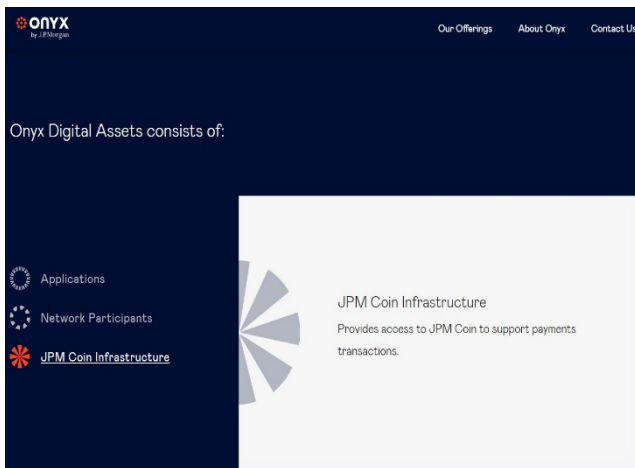 ONYX
by J.P.Morgan
Our Offerings About Onyx Contact Us
Onyx Digital Assets consists of:
Applications
Network Participants
JPM Coin Infrastructure
JPM Coin Infrastructure
Provides access to JPM Coin to support payments
transactions.